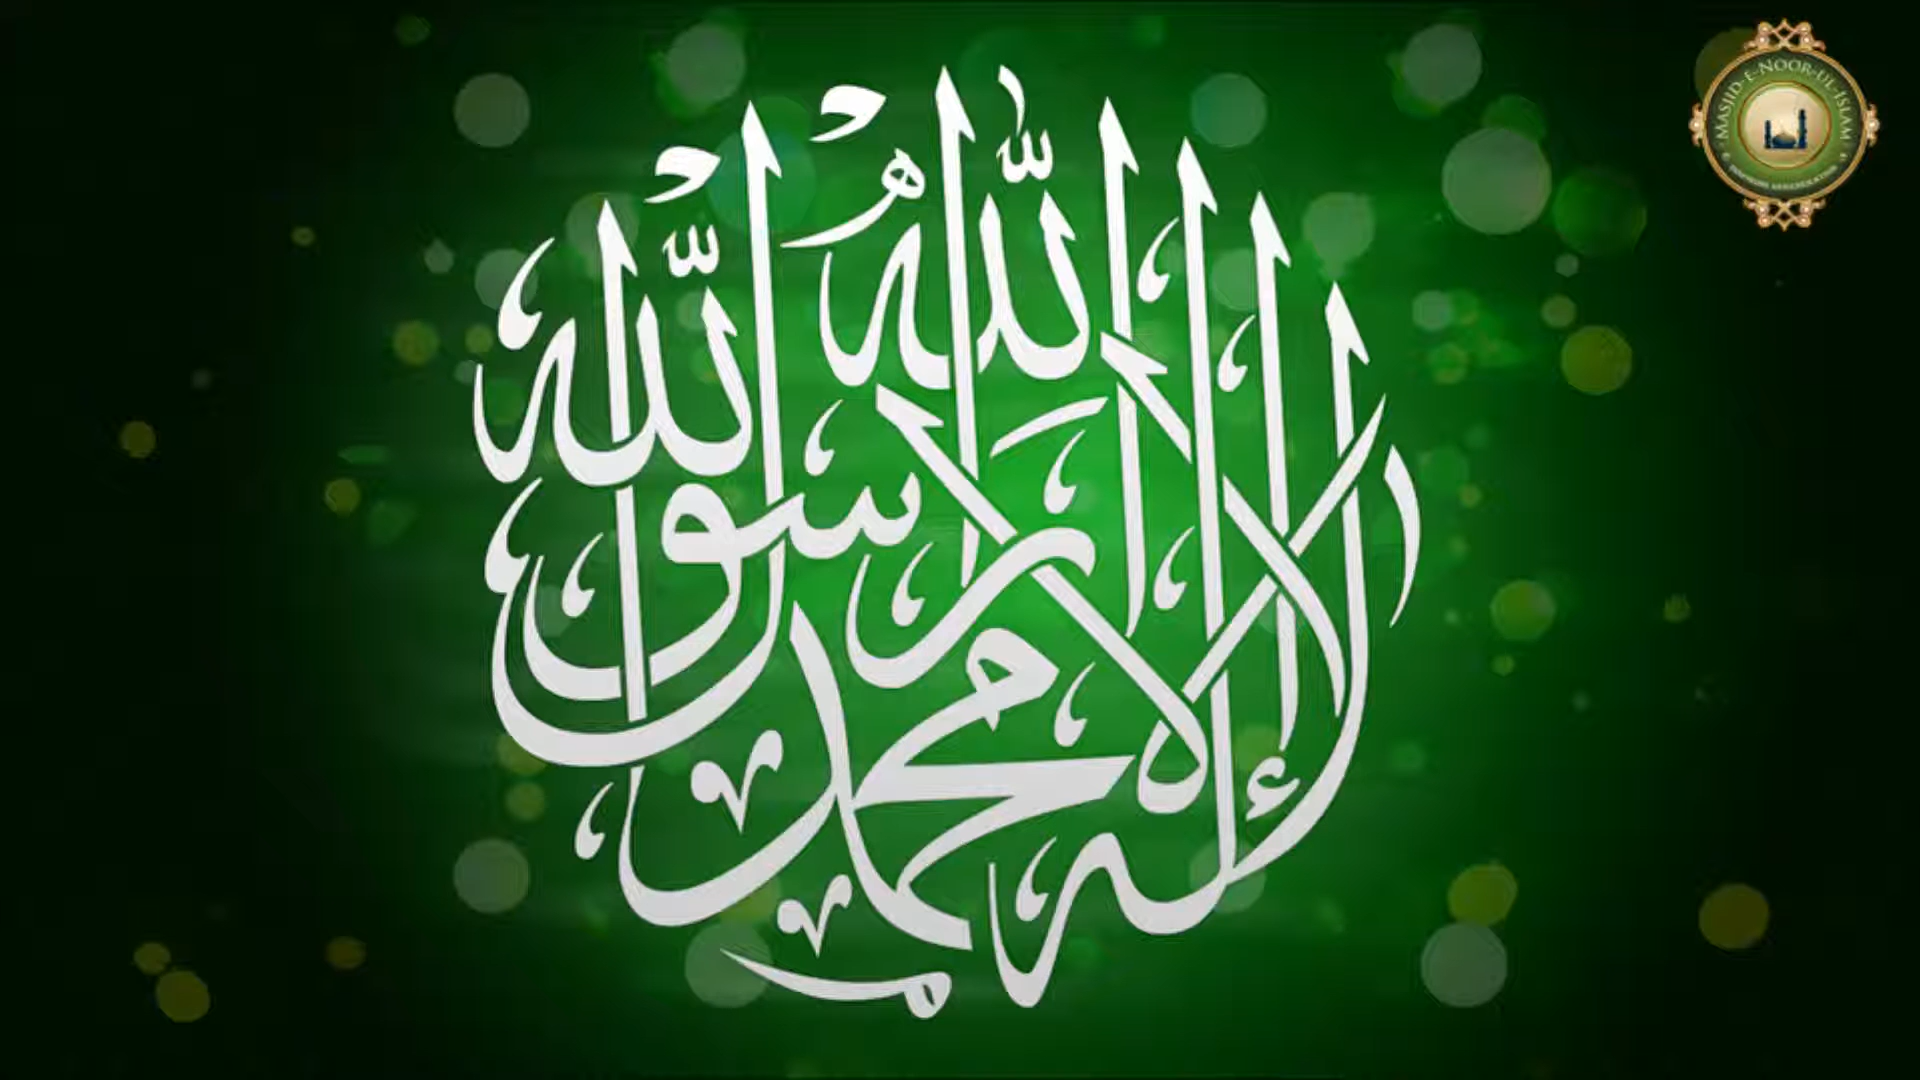 لا إله إلا الله محمد رسول الله
MASJID-E-NOOR-UL-ISLAM